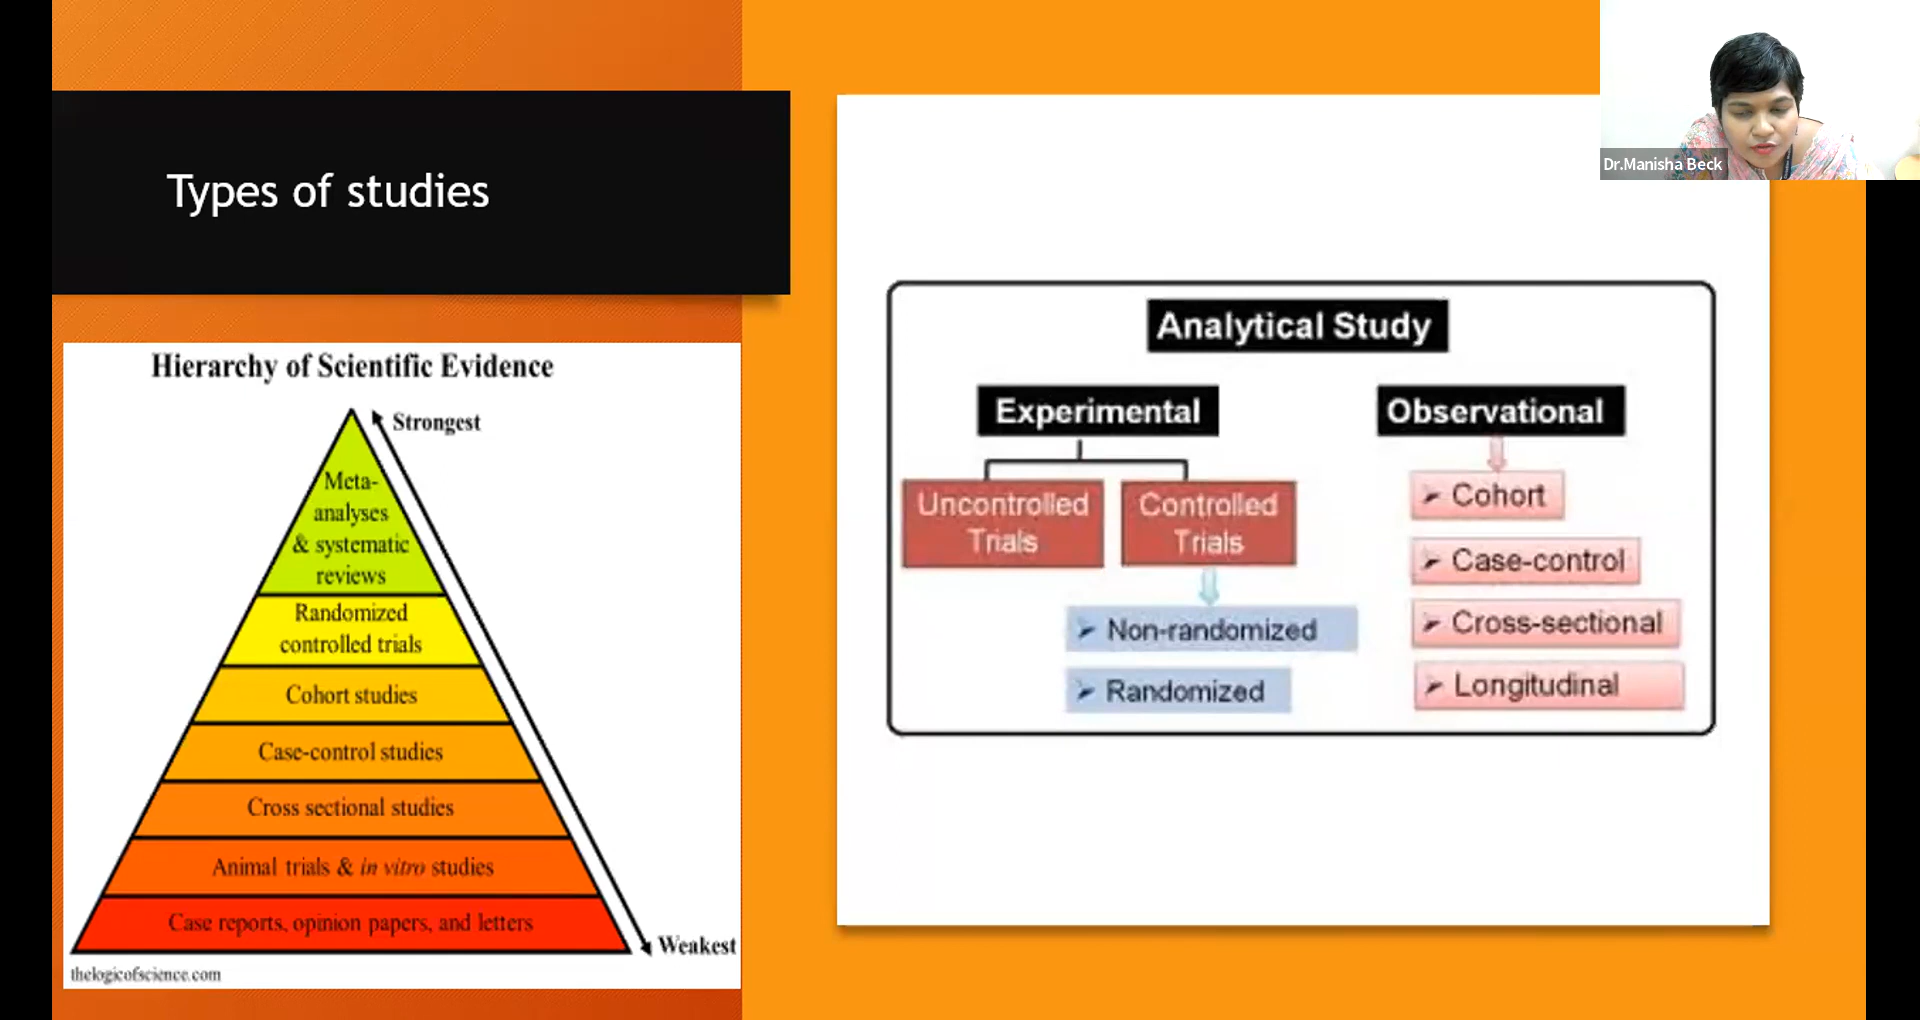 Types of studies
Hierarchy of Scientific Evidence
Strongest
Meta-
analyses
& systematic
reviews
Randomized
controlled trials
Cohort studies
Case-control studies
Cross sectional studies
Animal trials & in vitro studies
Case reports, opinion papers, and letters
Weakest
thelogicofscience.com
Analytical Study
Experimental
Uncontrolled
Trials
Controlled
Trials
Non-randomized
Randomized
Observational
Cohort
Case-control
Cross-sectional
Longitudinal
Dr.Manisha Beck